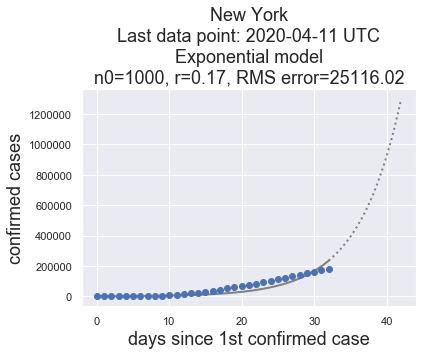 New York
Last data point: 2020-04-11 UTC
Exponential model
n0=1000, r=0.17, RMS error=25116.02
1200000
1000000
800000
600000
400000
200000
0
confirmed cases
0 10 20 30 40
days since 1st confirmed case